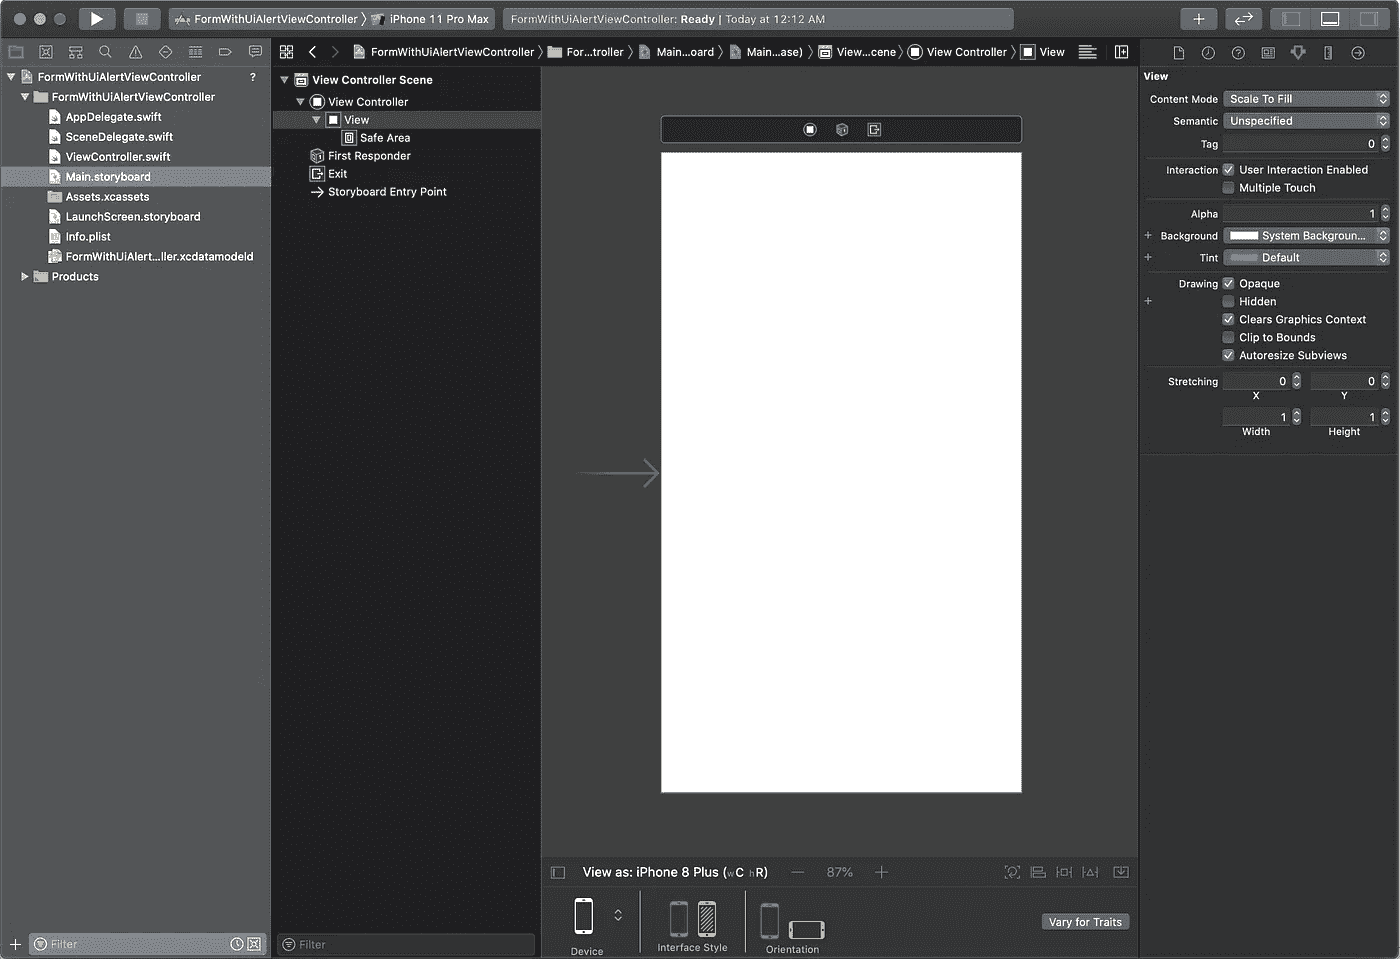 FormWithUiAlertViewController 〉 iPhone 11 Pro Max
FormWithUiAlertViewController: Ready | Today at 12:12 AM
FormWithUiAlertViewController 〉 For...troller 〉 Main....oard 〉 Main....ase) 〉 View...cene 〉 View Controller 〉 View
FormWithUiAlertViewController ?
FormWithUiAlertViewController
AppDelegate.swift
SceneDelegate.swift
ViewController.swift
Main.storyboard
Assets.xcassets
LaunchScreen.storyboard
Info.plist
FormWithUiAlert...ller.xcdatamodeld
Products
Filter
View Controller Scene
View Controller
View
Safe Area
First Responder
Exit
Storyboard Entry Point
Filter
View as: iPhone 8 Plus (wC hR)
87%
Device
Interface Style
Orientation
Vary for Traits
View
Content Mode Scale To Fill
Semantic Unspecified
Tag 0
Interaction User Interaction Enabled
Multiple Touch
Alpha 1
Background System Backgroun...
Tint Default
Drawing Opaque
Hidden
Clears Graphics Context
Clip to Bounds
Autoresize Subviews
Stretching 0 0
X Y
1 1
Width Height